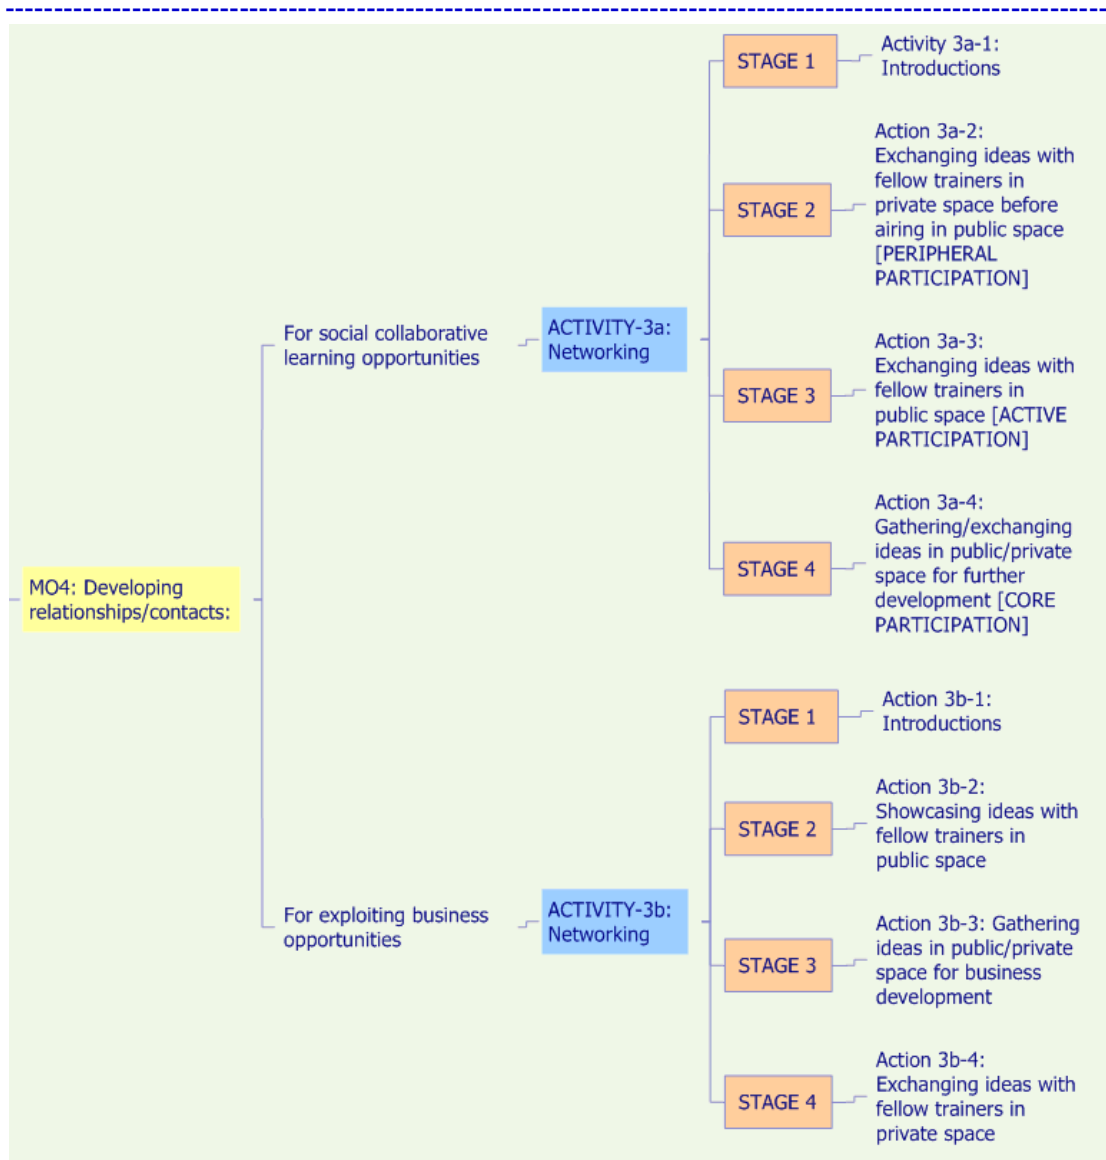 MO4: Developing
relationships/contacts:
For social collaborative
learning opportunities
ACTIVITY-3a:
Networking
STAGE 1
Activity 3a-1:
Introductions
STAGE 2
Action 3a-2:
Exchanging ideas with
fellow trainers in
private space before
airing in public space
[PERIPHERAL
PARTICIPATION]
STAGE 3
Action 3a-3:
Exchanging ideas with
fellow trainers in
public space [ACTIVE
PARTICIPATION]
STAGE 4
Action 3a-4:
Gathering/exchanging
ideas in public/private
space for further
development [CORE
PARTICIPATION]
For exploiting business
opportunities
ACTIVITY-3b:
Networking
STAGE 1
Action 3b-1:
Introductions
STAGE 2
Action 3b-2:
Showcasing ideas with
fellow trainers in
public space
STAGE 3
Action 3b-3: Gathering
ideas in public/private
space for business
development
STAGE 4
Action 3b-4:
Exchanging ideas with
fellow trainers in
private space